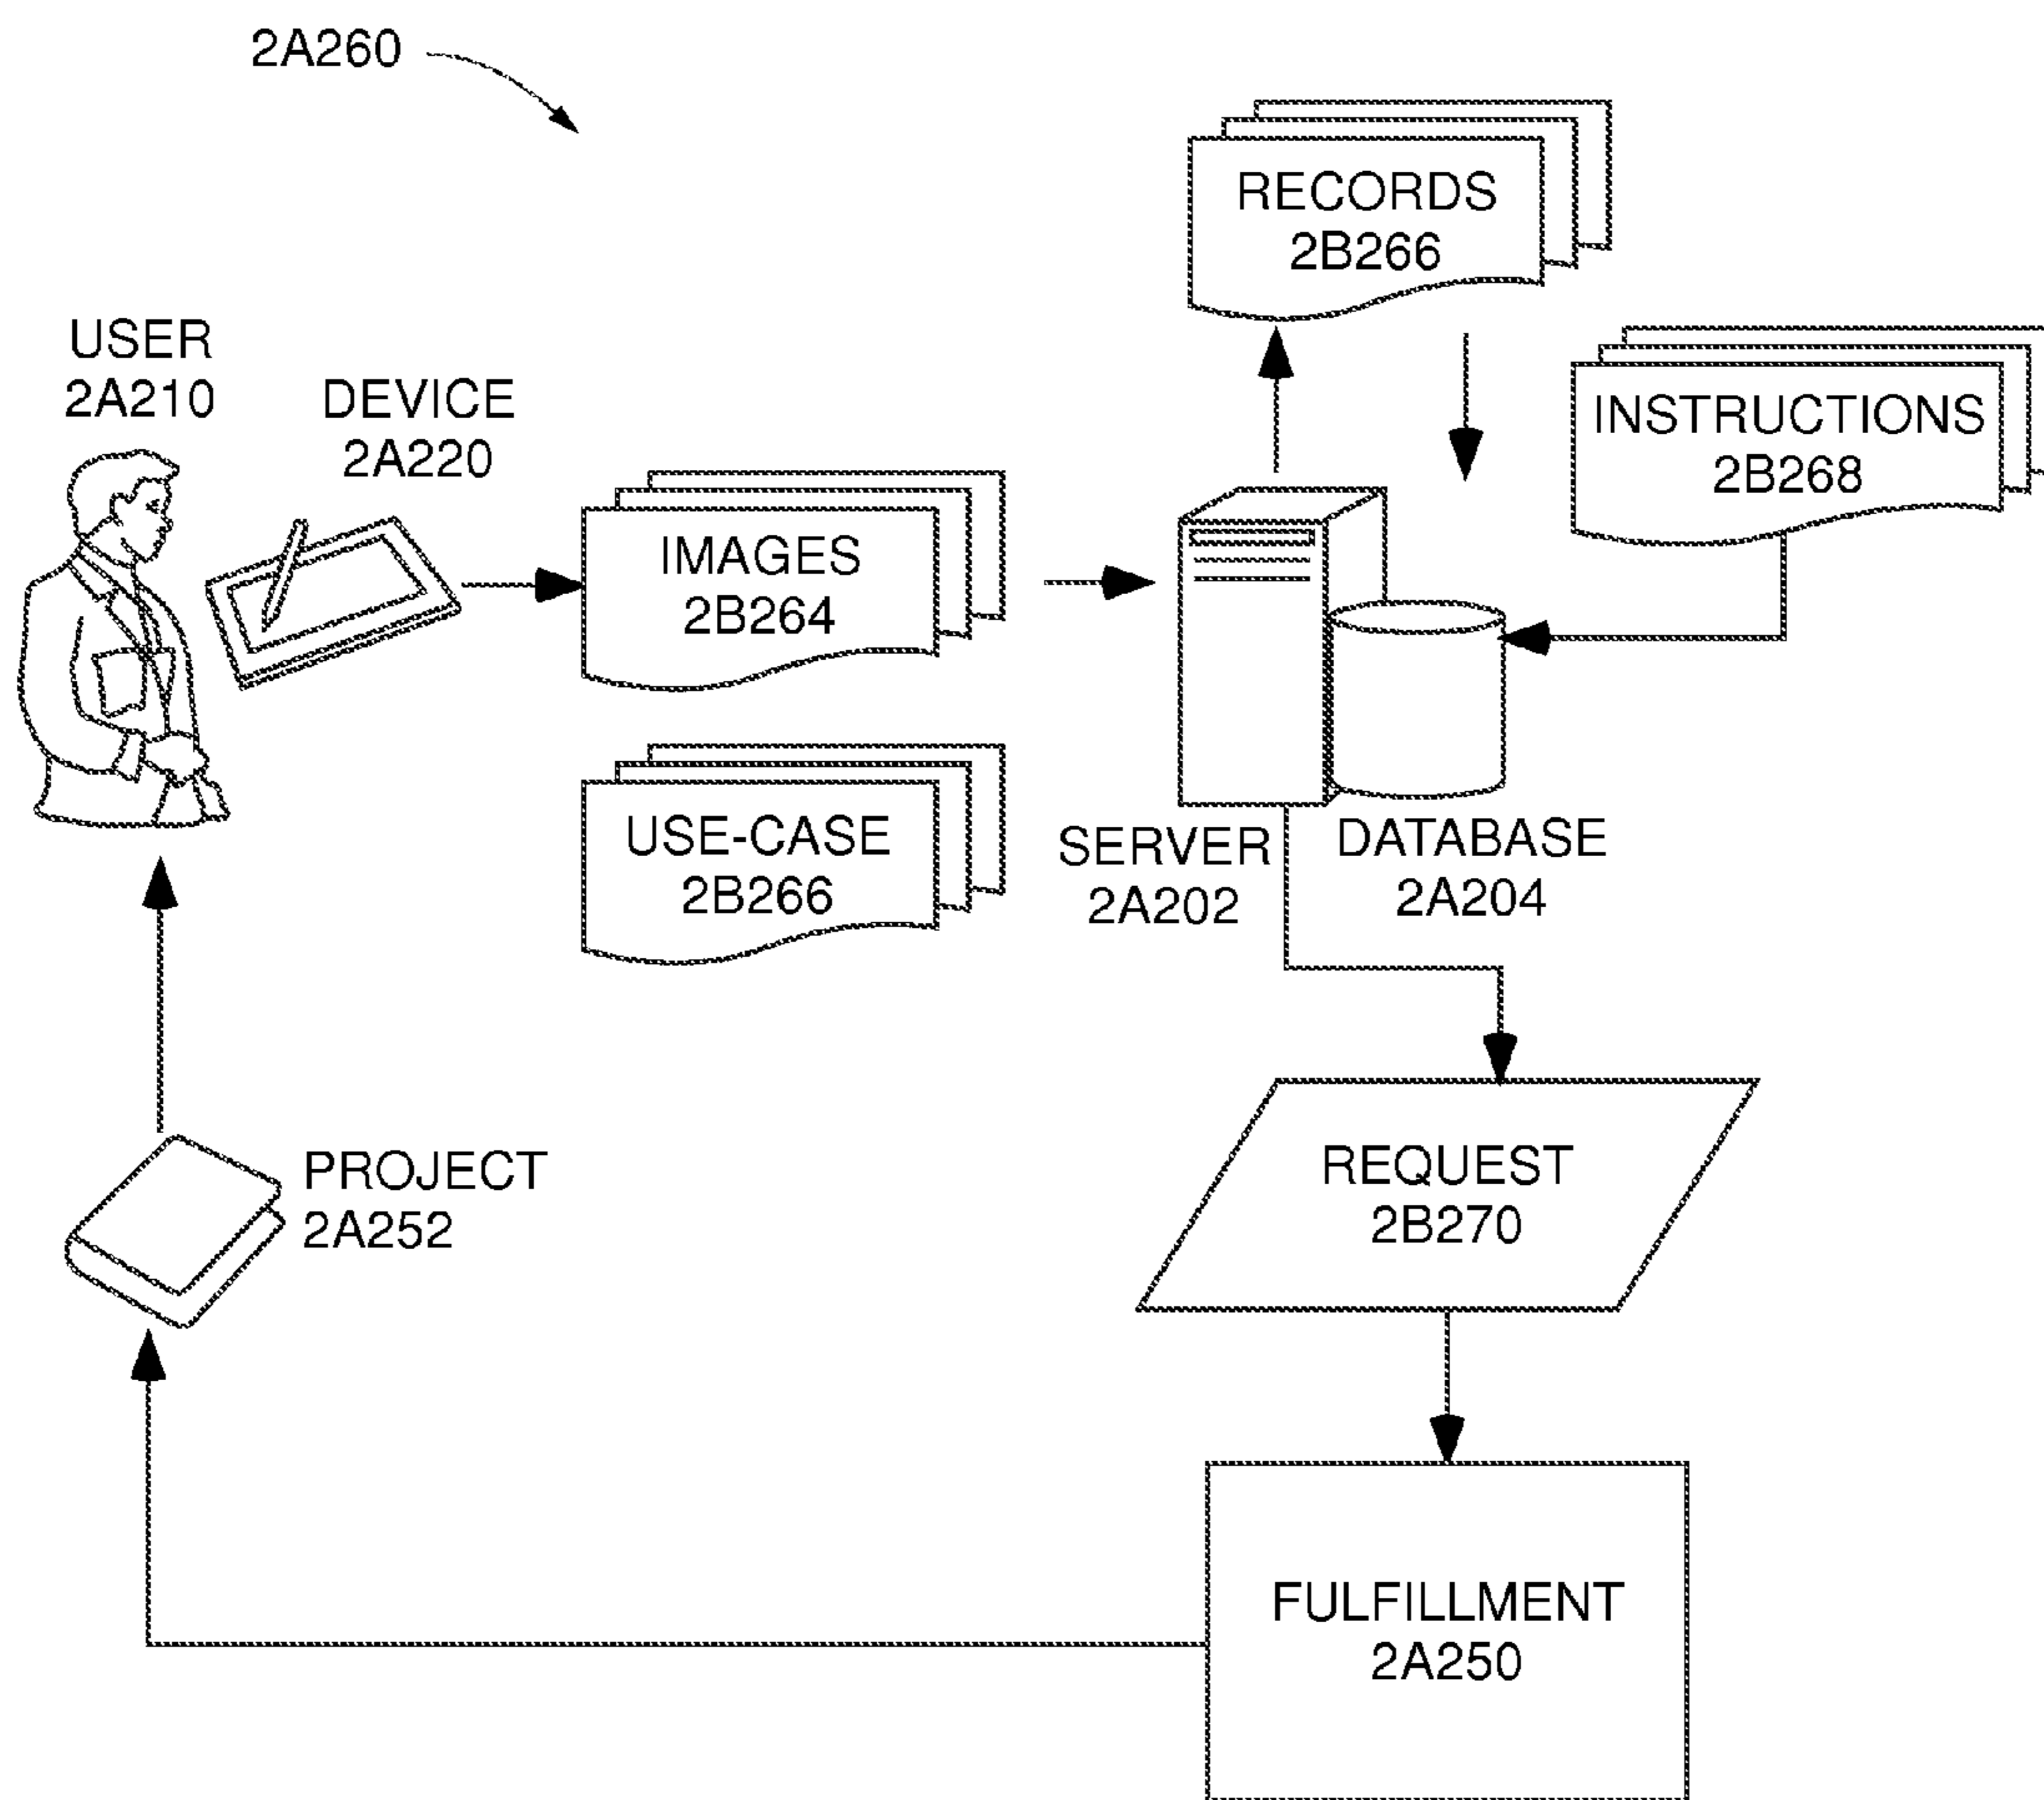 2A260
RECORDS
2B266
USER
2A210
DEVICE
2A220
INSTRUCTIONS
2B268
IMAGES
2B264
USE-CASE
2B266
SERVER
2A202
DATABASE
2A204
REQUEST
2B270
PROJECT
2A252
FULFILLMENT
2A250